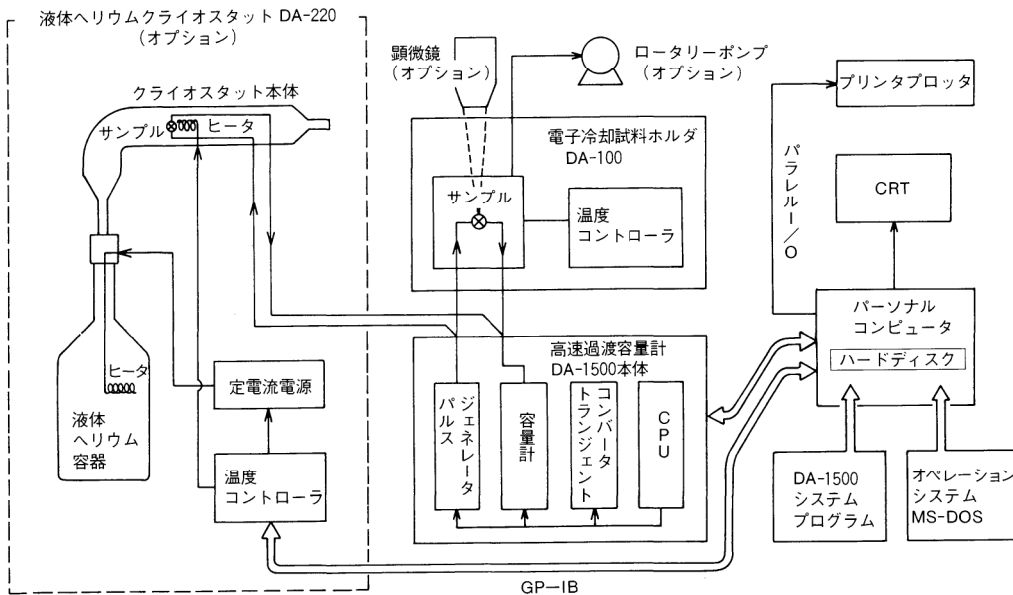 液体ヘリウムクライオスタット DA-220
(オプション)
クライオスタット本体
サンプル
ヒータ
ヒータ
液体
ヘリウム
容器
定電流電源
温度
コントローラ
顕微鏡
(オプション)
ロータリーポンプ
(オプション)
電子冷却試料ホルダ
DA-100
サンプル
温度
コントローラ
高速過渡容量計
DA-1500本体
パルス
ジェネレータ
容量計
トランジェント
コンバータ
CPU
GP-IB
プリンタプロッタ
パラレルI/O
CRT
パーソナル
コンピュータ
ハードディスク
DA-1500
システム
プログラム
オペレーション
システム
MS-DOS